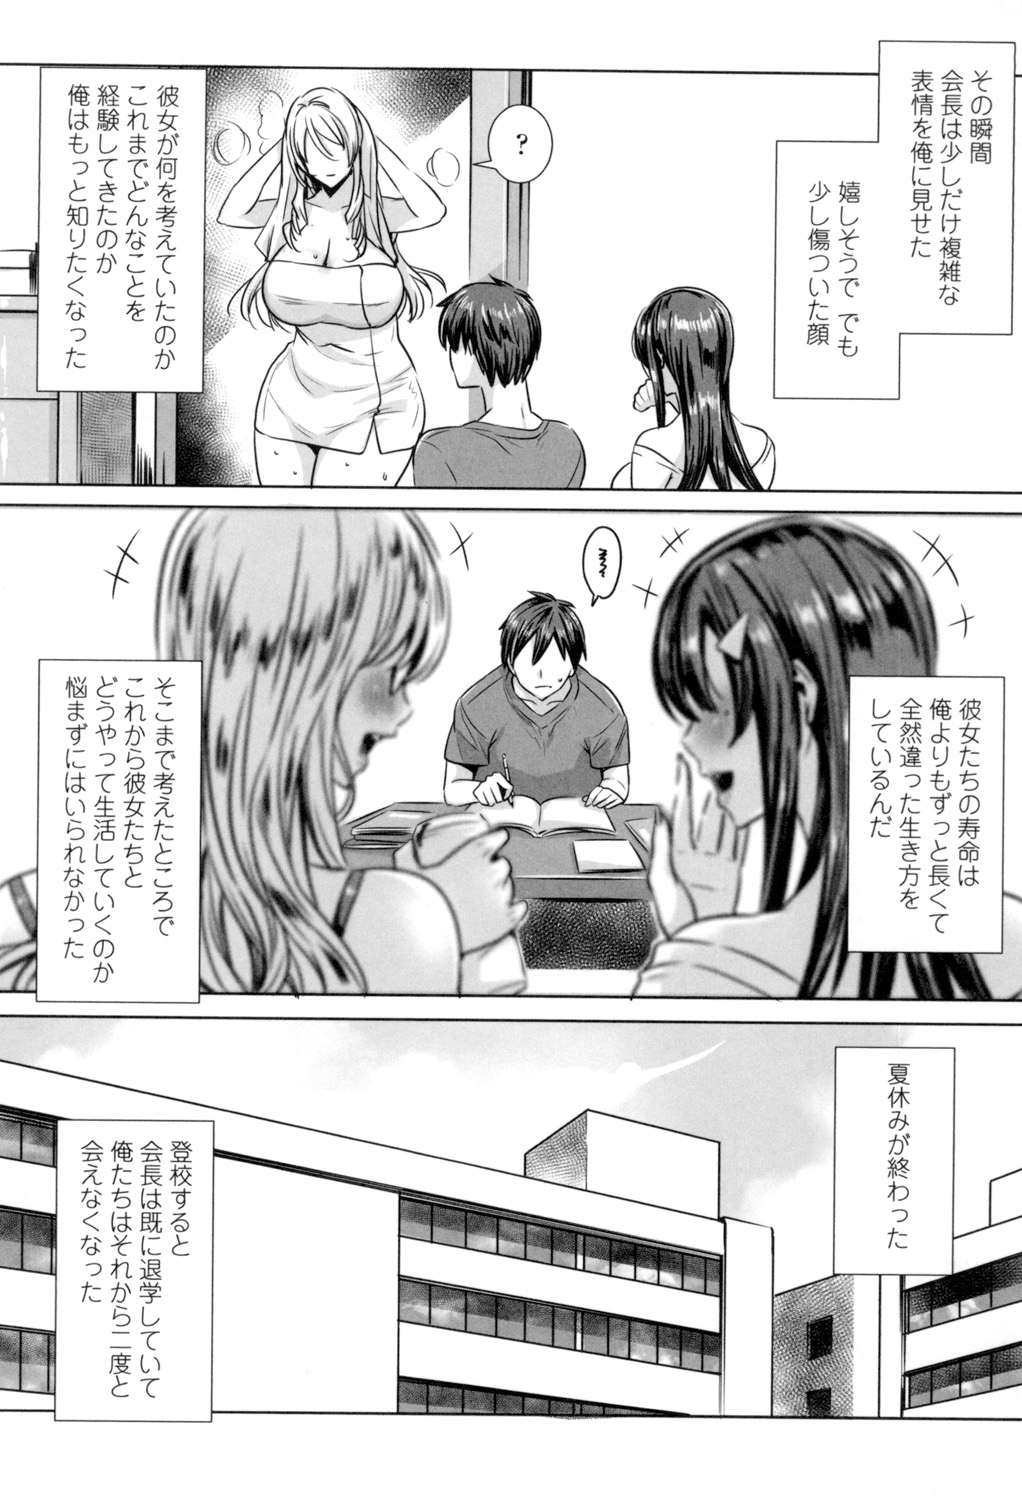 その瞬間
会長は少しだけ複雑な
表情を俺に見せた
嬉しそうで でも
少し傷ついた顔
?
彼女が何を考えていたのか
これまでどんなことを
経験してきたのか
俺はもっと知りたくなった
彼女たちの寿命は
俺よりもずっと長くて
全然違った生き方を
しているんだ
そこまで考えたところで
これから彼女たちと
どうやって生活していくのか
悩まずにはいられなかった
夏休みが終わった
登校すると
会長は既に退学していて
俺たちはそれから二度と
会えなくなった